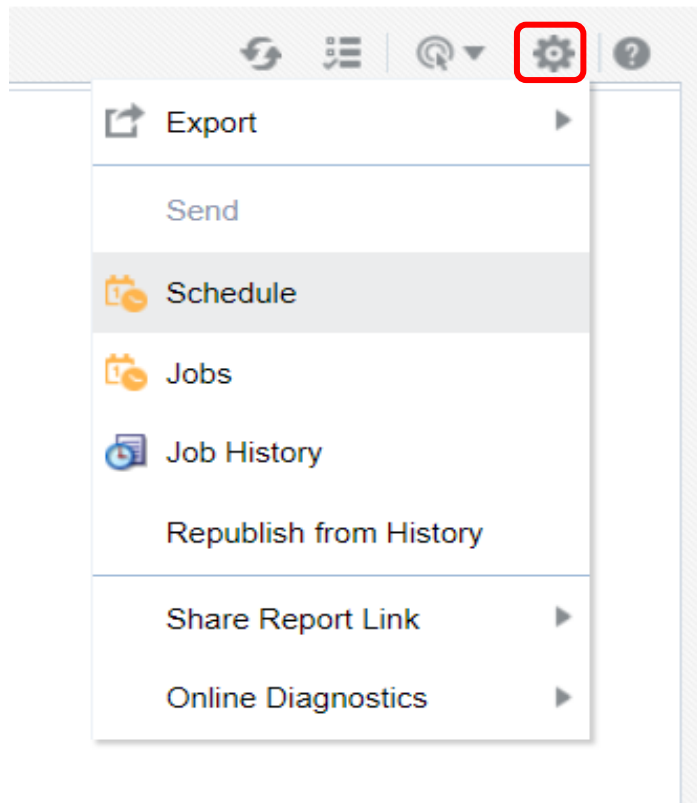 Export
Send
Schedule
Jobs
Job History
Republish from History
Share Report Link
Online Diagnostics